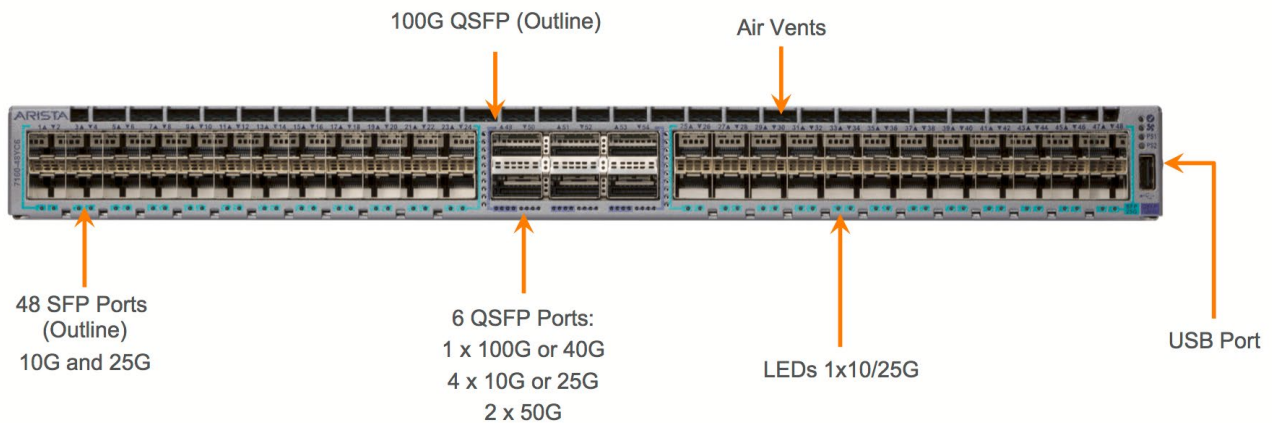 100G QSFP (Outline)
Air Vents
ARISTA
48 SFP Ports
(Outline)
10G and 25G
6 QSFP Ports:
1 x 100G or 40G
4 x 10G or 25G
2 x 50G
LEDs 1x10/25G
USB Port